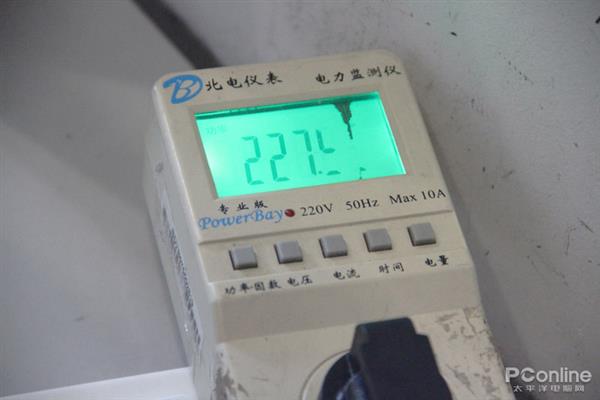 北电仪表 电力监测仪
功率
227.
专业版
PowerBay 220V 50Hz Max 10A
功率因数 电压 电流 时间 电量
PConline
太平洋电脑网